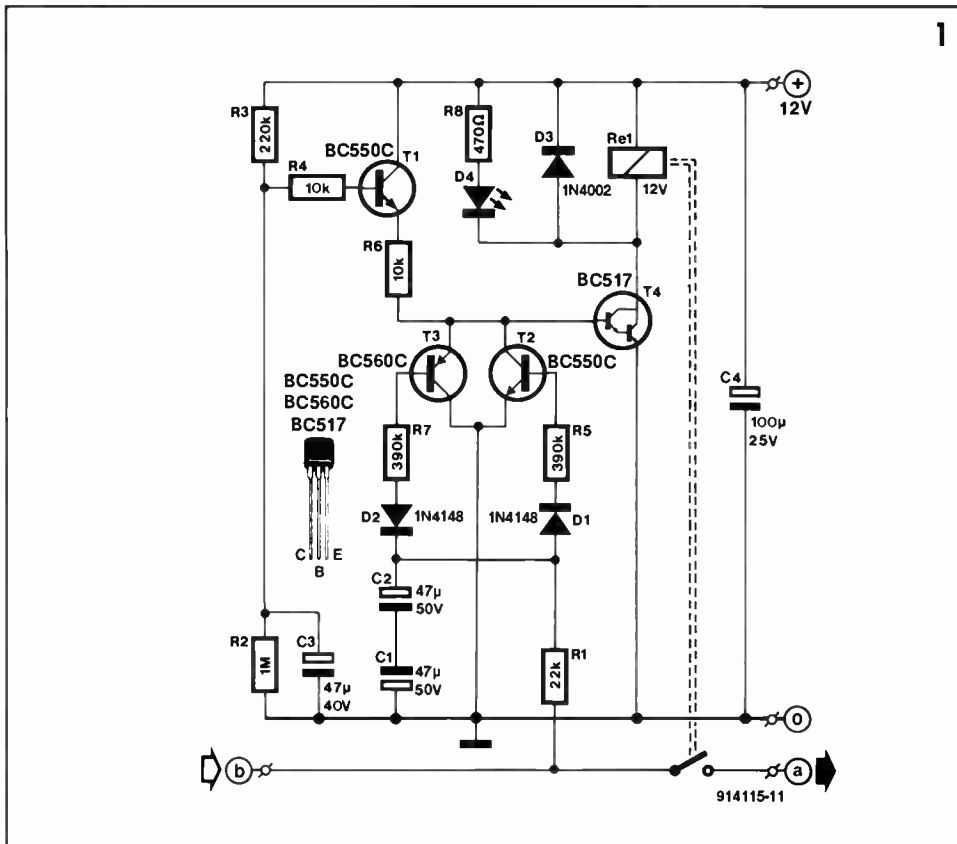 1
+
12V
R3
220k
R4
10k
BC550C
T1
R8
470Ω
D4
D3
1N4002
Re1
12V
R6
10k
BC517
T4
T3
BC560C
T2
BC550C
BC550C
BC560C
BC517
C
B
E
R7
390k
R5
390k
D2
1N4148
1N4148
D1
C4
100µ
25V
C2
47µ
50V
C1
47µ
50V
R2
1M
C3
47µ
40V
R1
22k
0
b
a
914115-11